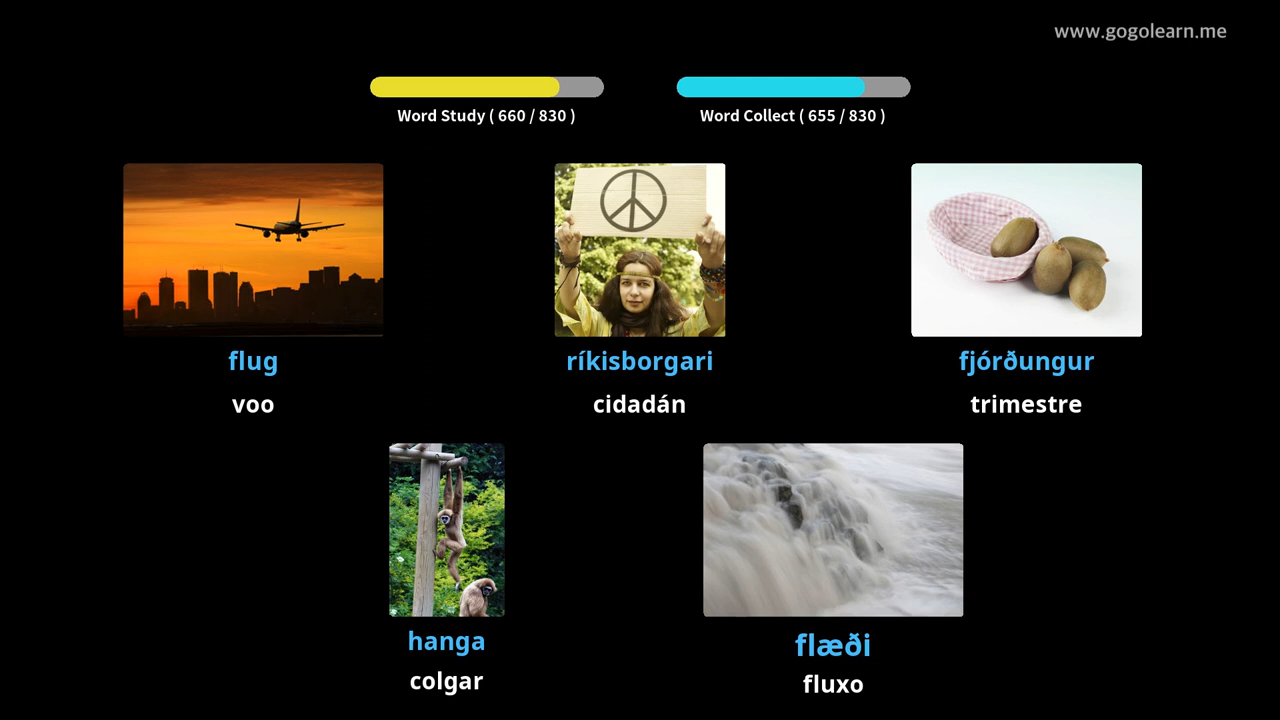 www.gogolearn.me
Word Study ( 660 / 830 )
Word Collect ( 655 / 830 )
flug
voo
ríkisborgari
cidadán
fjórðungur
trimestre
hanga
colgar
flæði
fluxo